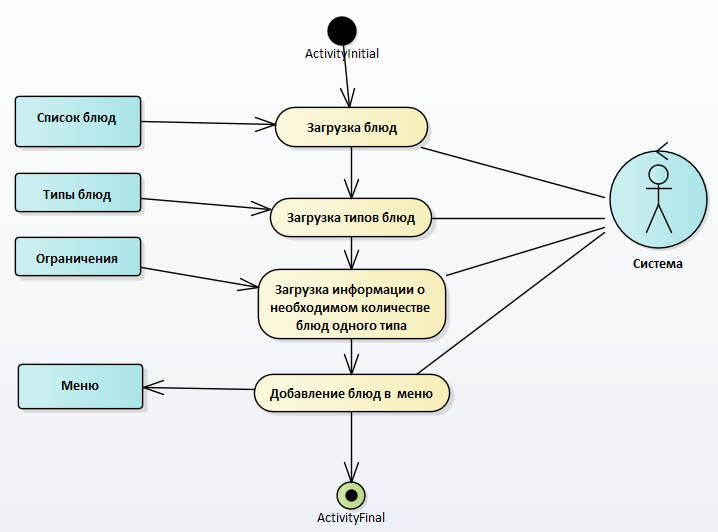 ActivityInitial
Список блюд
Загрузка блюд
Типы блюд
Загрузка типов блюд
Ограничения
Система
Загрузка информации о
необходимом количестве
блюд одного типа
Меню
Добавление блюд в меню
ActivityFinal